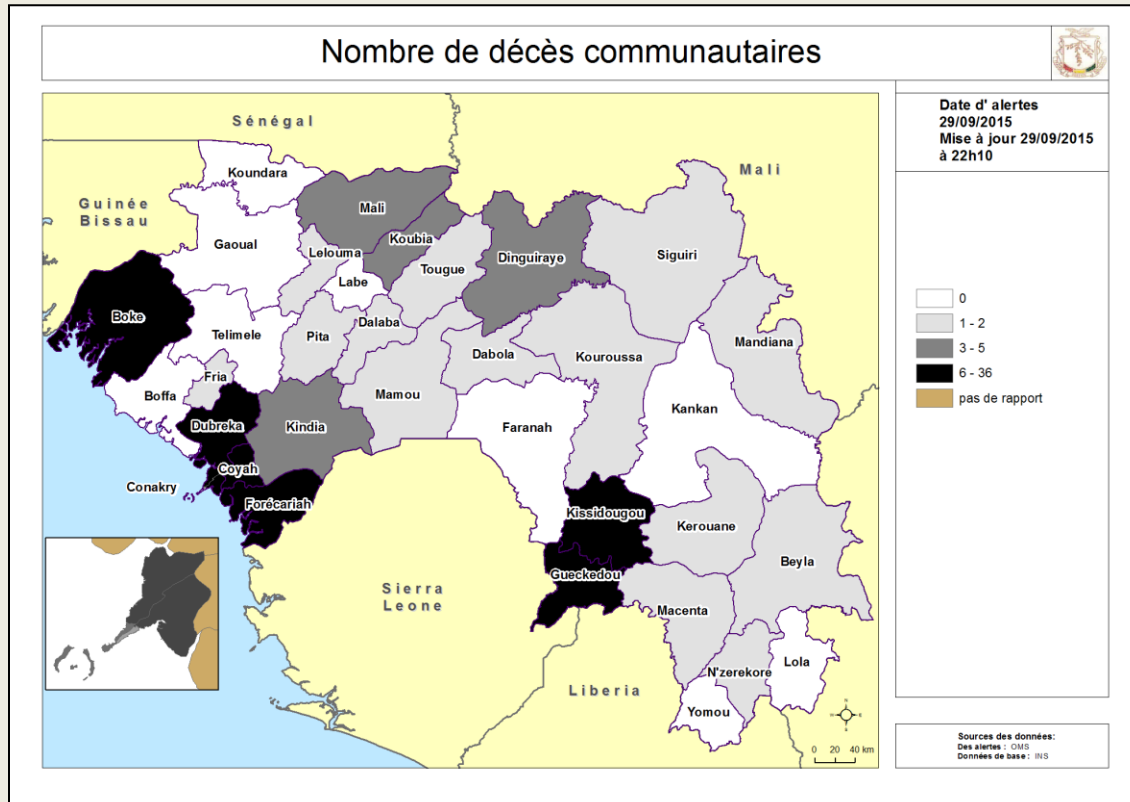 Nombre de décès communautaires
Date d' alertes
29/09/2015
Mise à jour 29/09/2015
à 22h10
0
1 - 2
3 - 5
6 - 36
pas de rapport
Sénégal
Mali
Guinée
Bissau
Koundara
Mali
Gaoual
Koubia
Lelouma
Tougue
Dinguiraye
Siguiri
Labe
Boke
Telimele
Pita
Dalaba
Dabola
Kouroussa
Mandiana
Fria
Boffa
Mamou
Kankan
Dubreka
Kindia
Faranah
Coyah
Conakry
Forécariah
Kissidougou
Kerouane
Beyla
Gueckedou
Sierra
Leone
Macenta
Lola
N'zerekore
Liberia
Yomou
0 20 40 km
Sources des données:
Des alertes : OMS
Données de base : INS